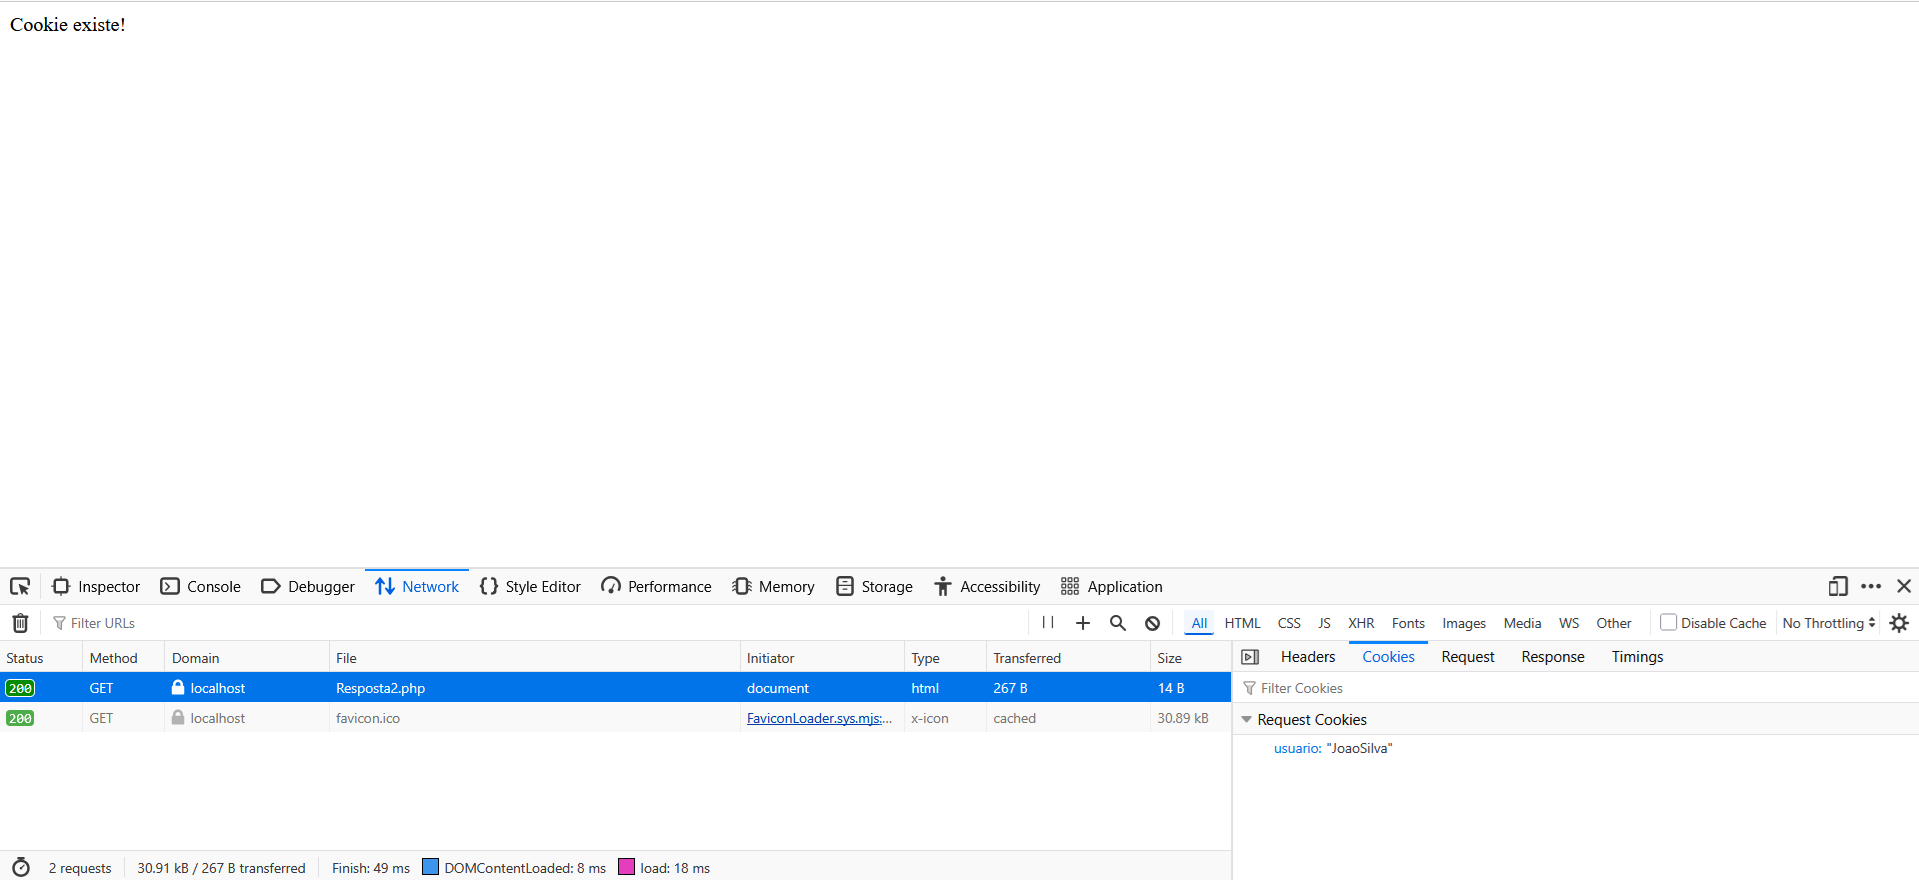 Cookie existe!
Inspector Console Debugger Network Style Editor Performance Memory Storage Accessibility Application
Filter URLs All HTML CSS JS XHR Fonts Images Media WS Other Disable Cache No Throttling
Status Method Domain File Initiator Type Transferred Size
200 GET localhost Resposta2.php document html 267 B 14 B
200 GET localhost favicon.ico FaviconLoader.sys.mjs:... x-icon cached 30.89 kB
Headers Cookies Request Response Timings
Filter Cookies
Request Cookies
usuario: "JoaoSilva"
2 requests 30.91 kB / 267 B transferred Finish: 49 ms DOMContentLoaded: 8 ms load: 18 ms